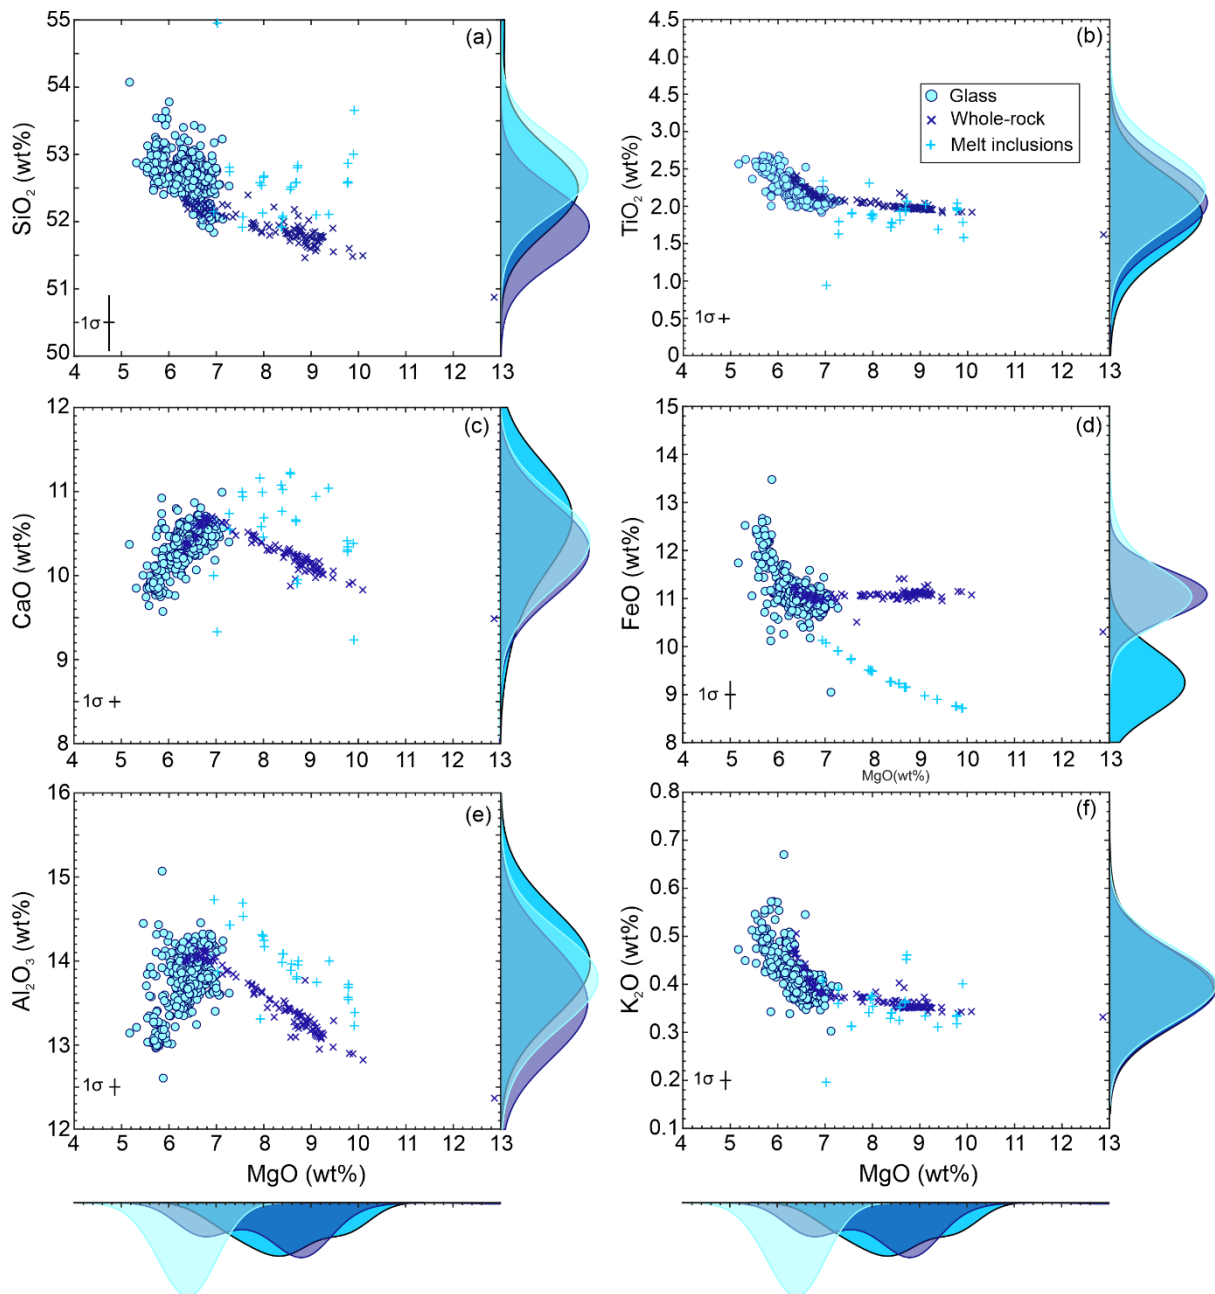 (a)
SiO₂ (wt%)
55
54
53
52
51
50
1σ
4 5 6 7 8 9 10 11 12 13
(b)
TiO₂ (wt%)
4.5
4.0
3.5
3.0
2.5
2.0
1.5
1.0
0.5
0
Glass
Whole-rock
Melt inclusions
1σ
4 5 6 7 8 9 10 11 12 13
(c)
CaO (wt%)
12
11
10
9
8
1σ
4 5 6 7 8 9 10 11 12 13
(d)
FeO (wt%)
15
14
13
12
11
10
9
8
1σ
4 5 6 7 8 9 10 11 12 13
MgO(wt%)
(e)
Al₂O₃ (wt%)
16
15
14
13
12
1σ
4 5 6 7 8 9 10 11 12 13
MgO (wt%)
(f)
K₂O (wt%)
0.8
0.7
0.6
0.5
0.4
0.3
0.2
0.1
1σ
4 5 6 7 8 9 10 11 12 13
MgO (wt%)